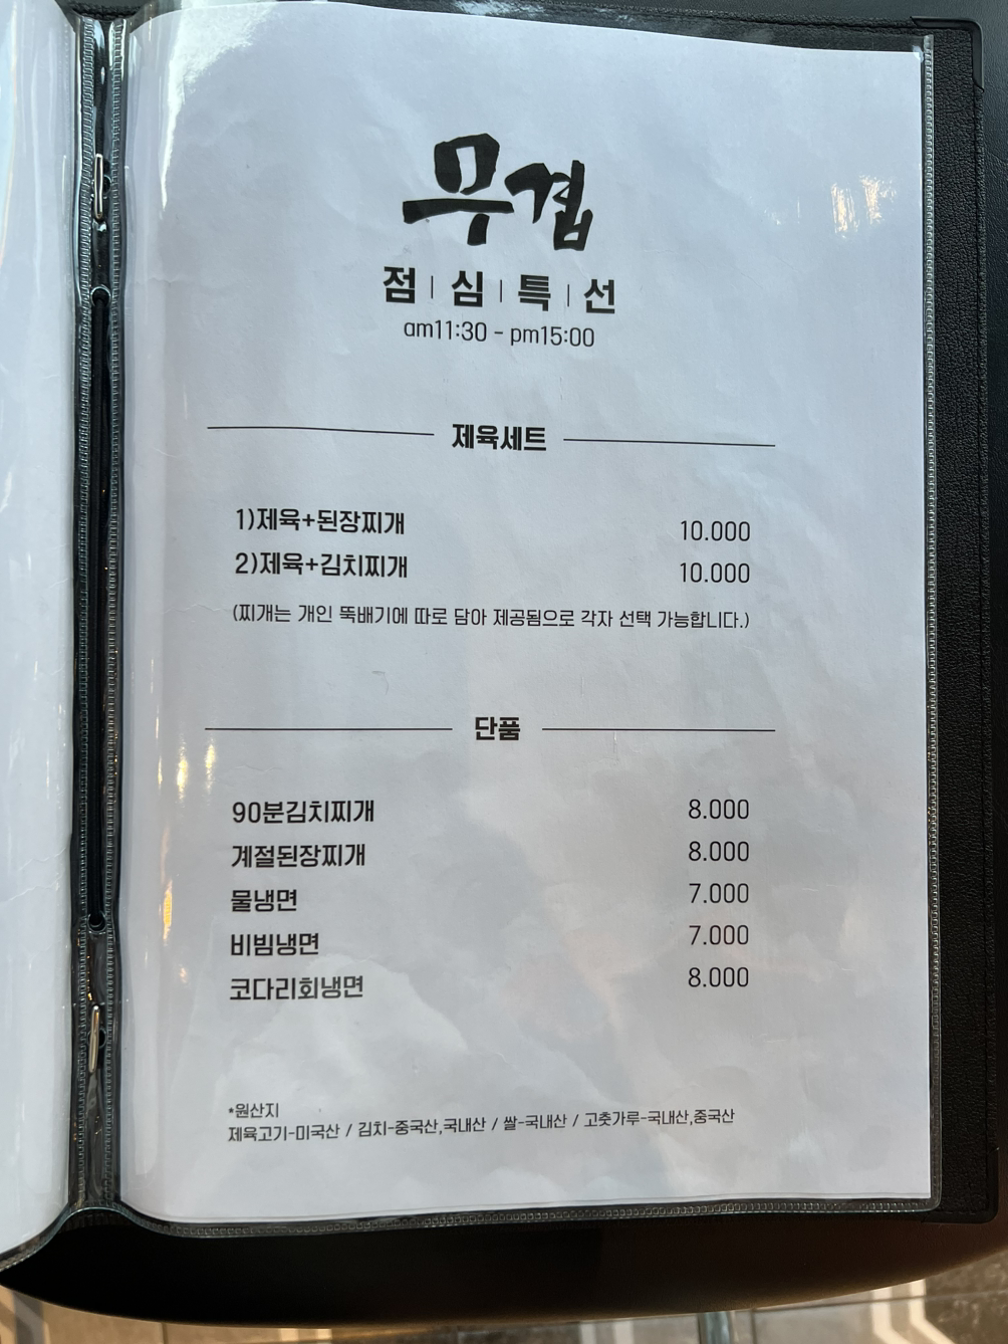 무겹
점 | 심 | 특 | 선
am11:30 - pm15:00
제육세트
1)제육+된장찌개 10.000
2)제육+김치찌개 10.000
(찌개는 개인 뚝배기에 따로 담아 제공됨으로 각자 선택 가능합니다.)
단품
90분김치찌개 8.000
계절된장찌개 8.000
물냉면 7.000
비빔냉면 7.000
코다리회냉면 8.000
*원산지
제육고기-미국산 / 김치-중국산,국내산 / 쌀-국내산 / 고춧가루-국내산,중국산